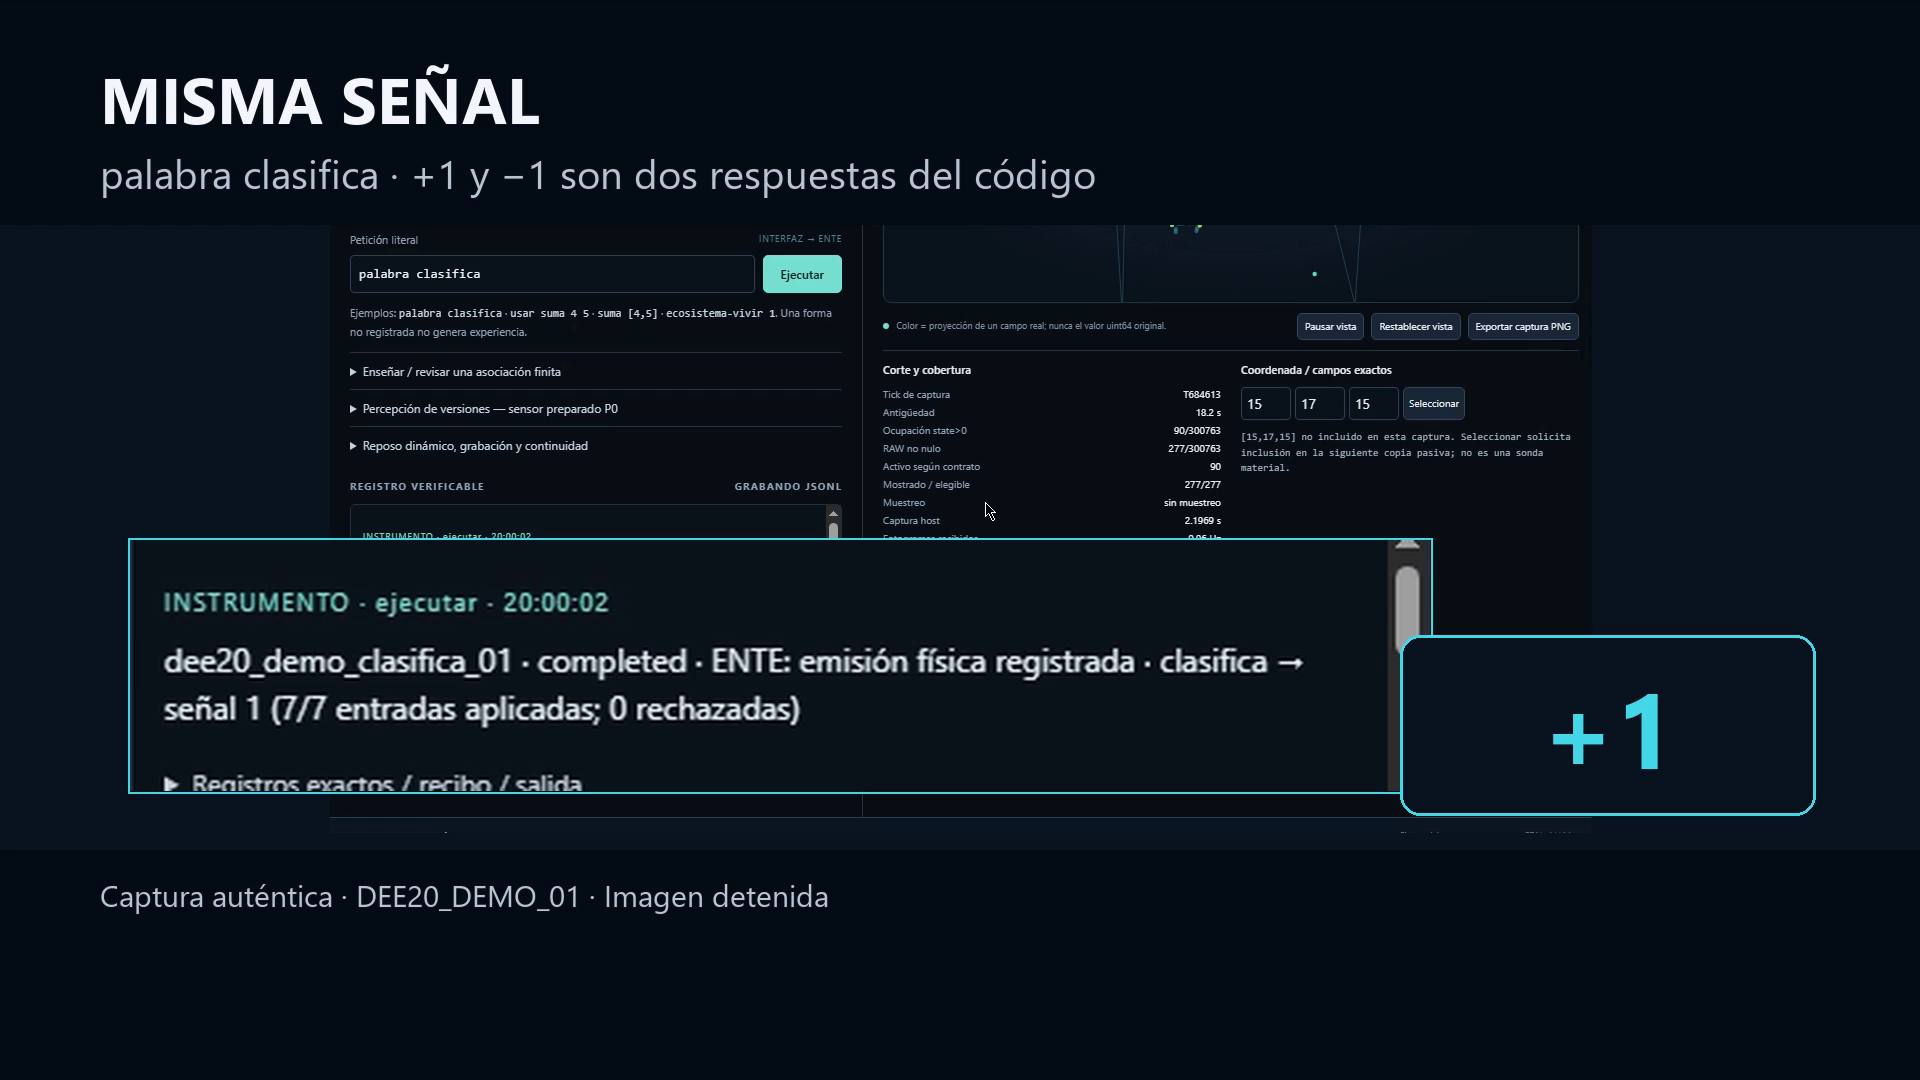 MISMA SEÑAL
palabra clasifica · +1 y −1 son dos respuestas del código
Petición literal
INTERFAZ → ENTE
palabra clasifica
Ejecutar
Ejemplos: palabra clasifica · usar suma 4 5 · suma [4,5] · ecosistema-vivir 1. Una forma
no registrada no genera experiencia.
▶ Enseñar / revisar una asociación finita
▶ Percepción de versiones — sensor preparado P0
▶ Reposo dinámico, grabación y continuidad
REGISTRO VERIFICABLE
GRABANDO JSONL
INSTRUMENTO · ejecutar · 20:00:02
Color = proyección de un campo real; nunca el valor uint64 original.
Pausar vista
Restablecer vista
Exportar captura PNG
Corte y cobertura
Tick de captura T684613
Antigüedad 18.2 s
Ocupación state>0 90/300763
RAW no nulo 277/300763
Activo según contrato 90
Mostrado / elegible 277/277
Muestreo sin muestreo
Captura host 2.1969 s
Coordenada / campos exactos
15 17 15 Seleccionar
[15,17,15] no incluido en esta captura. Seleccionar solicita
inclusión en la siguiente copia pasiva; no es una sonda
material.
INSTRUMENTO · ejecutar · 20:00:02
dee20_demo_clasifica_01 · completed · ENTE: emisión física registrada · clasifica →
señal 1 (7/7 entradas aplicadas; 0 rechazadas)
▶ Registros exactos / recibo / salida
+1
Captura auténtica · DEE20_DEMO_01 · Imagen detenida